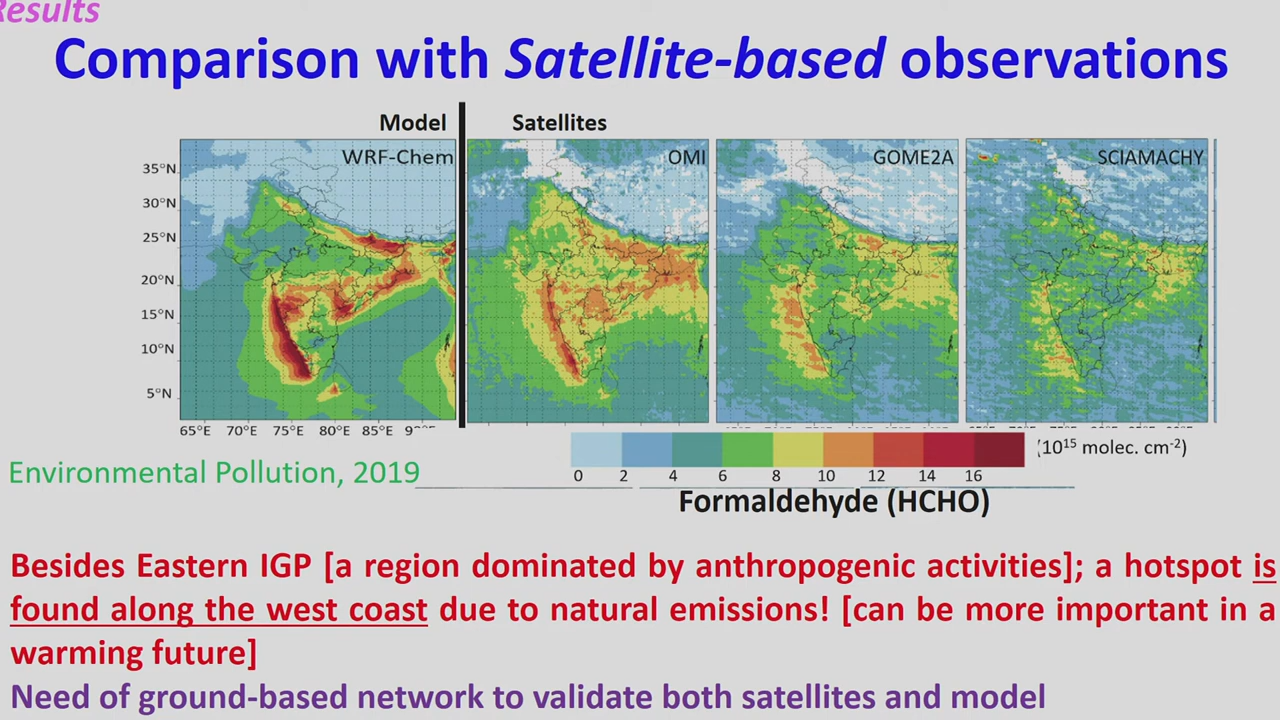 Results
Comparison with Satellite-based observations
Model Satellites
WRF-Chem OMI GOME2A SCIAMACHY
35°N
30°N
25°N
20°N
15°N
10°N
5°N
65°E 70°E 75°E 80°E 85°E
0 2 4 6 8 10 12 14 16 (10¹⁵ molec. cm⁻²)
Environmental Pollution, 2019
Formaldehyde (HCHO)
Besides Eastern IGP [a region dominated by anthropogenic activities]; a hotspot is
found along the west coast due to natural emissions! [can be more important in a
warming future]
Need of ground-based network to validate both satellites and model